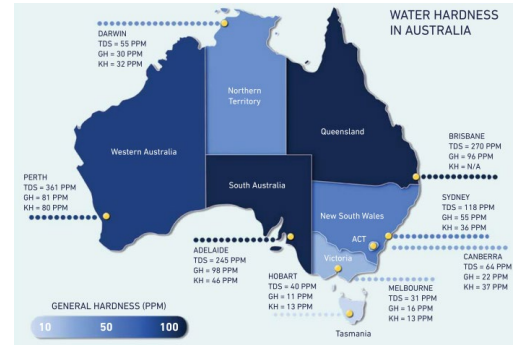 WATER HARDNESS
IN AUSTRALIA
DARWIN
TDS = 55 PPM
GH = 30 PPM
KH = 32 PPM
Northern
Territory
Queensland
Western Australia
BRISBANE
TDS = 270 PPM
GH = 96 PPM
KH = N/A
PERTH
TDS = 361 PPM
GH = 81 PPM
KH = 80 PPM
South Australia
SYDNEY
TDS = 118 PPM
GH = 55 PPM
KH = 36 PPM
New South Wales
ACT
ADELAIDE
TDS = 245 PPM
GH = 98 PPM
KH = 46 PPM
Victoria
CANBERRA
TDS = 64 PPM
GH = 22 PPM
KH = 37 PPM
HOBART
TDS = 40 PPM
GH = 11 PPM
KH = 13 PPM
MELBOURNE
TDS = 31 PPM
GH = 16 PPM
KH = 13 PPM
GENERAL HARDNESS (PPM)
10 50 100
Tasmania